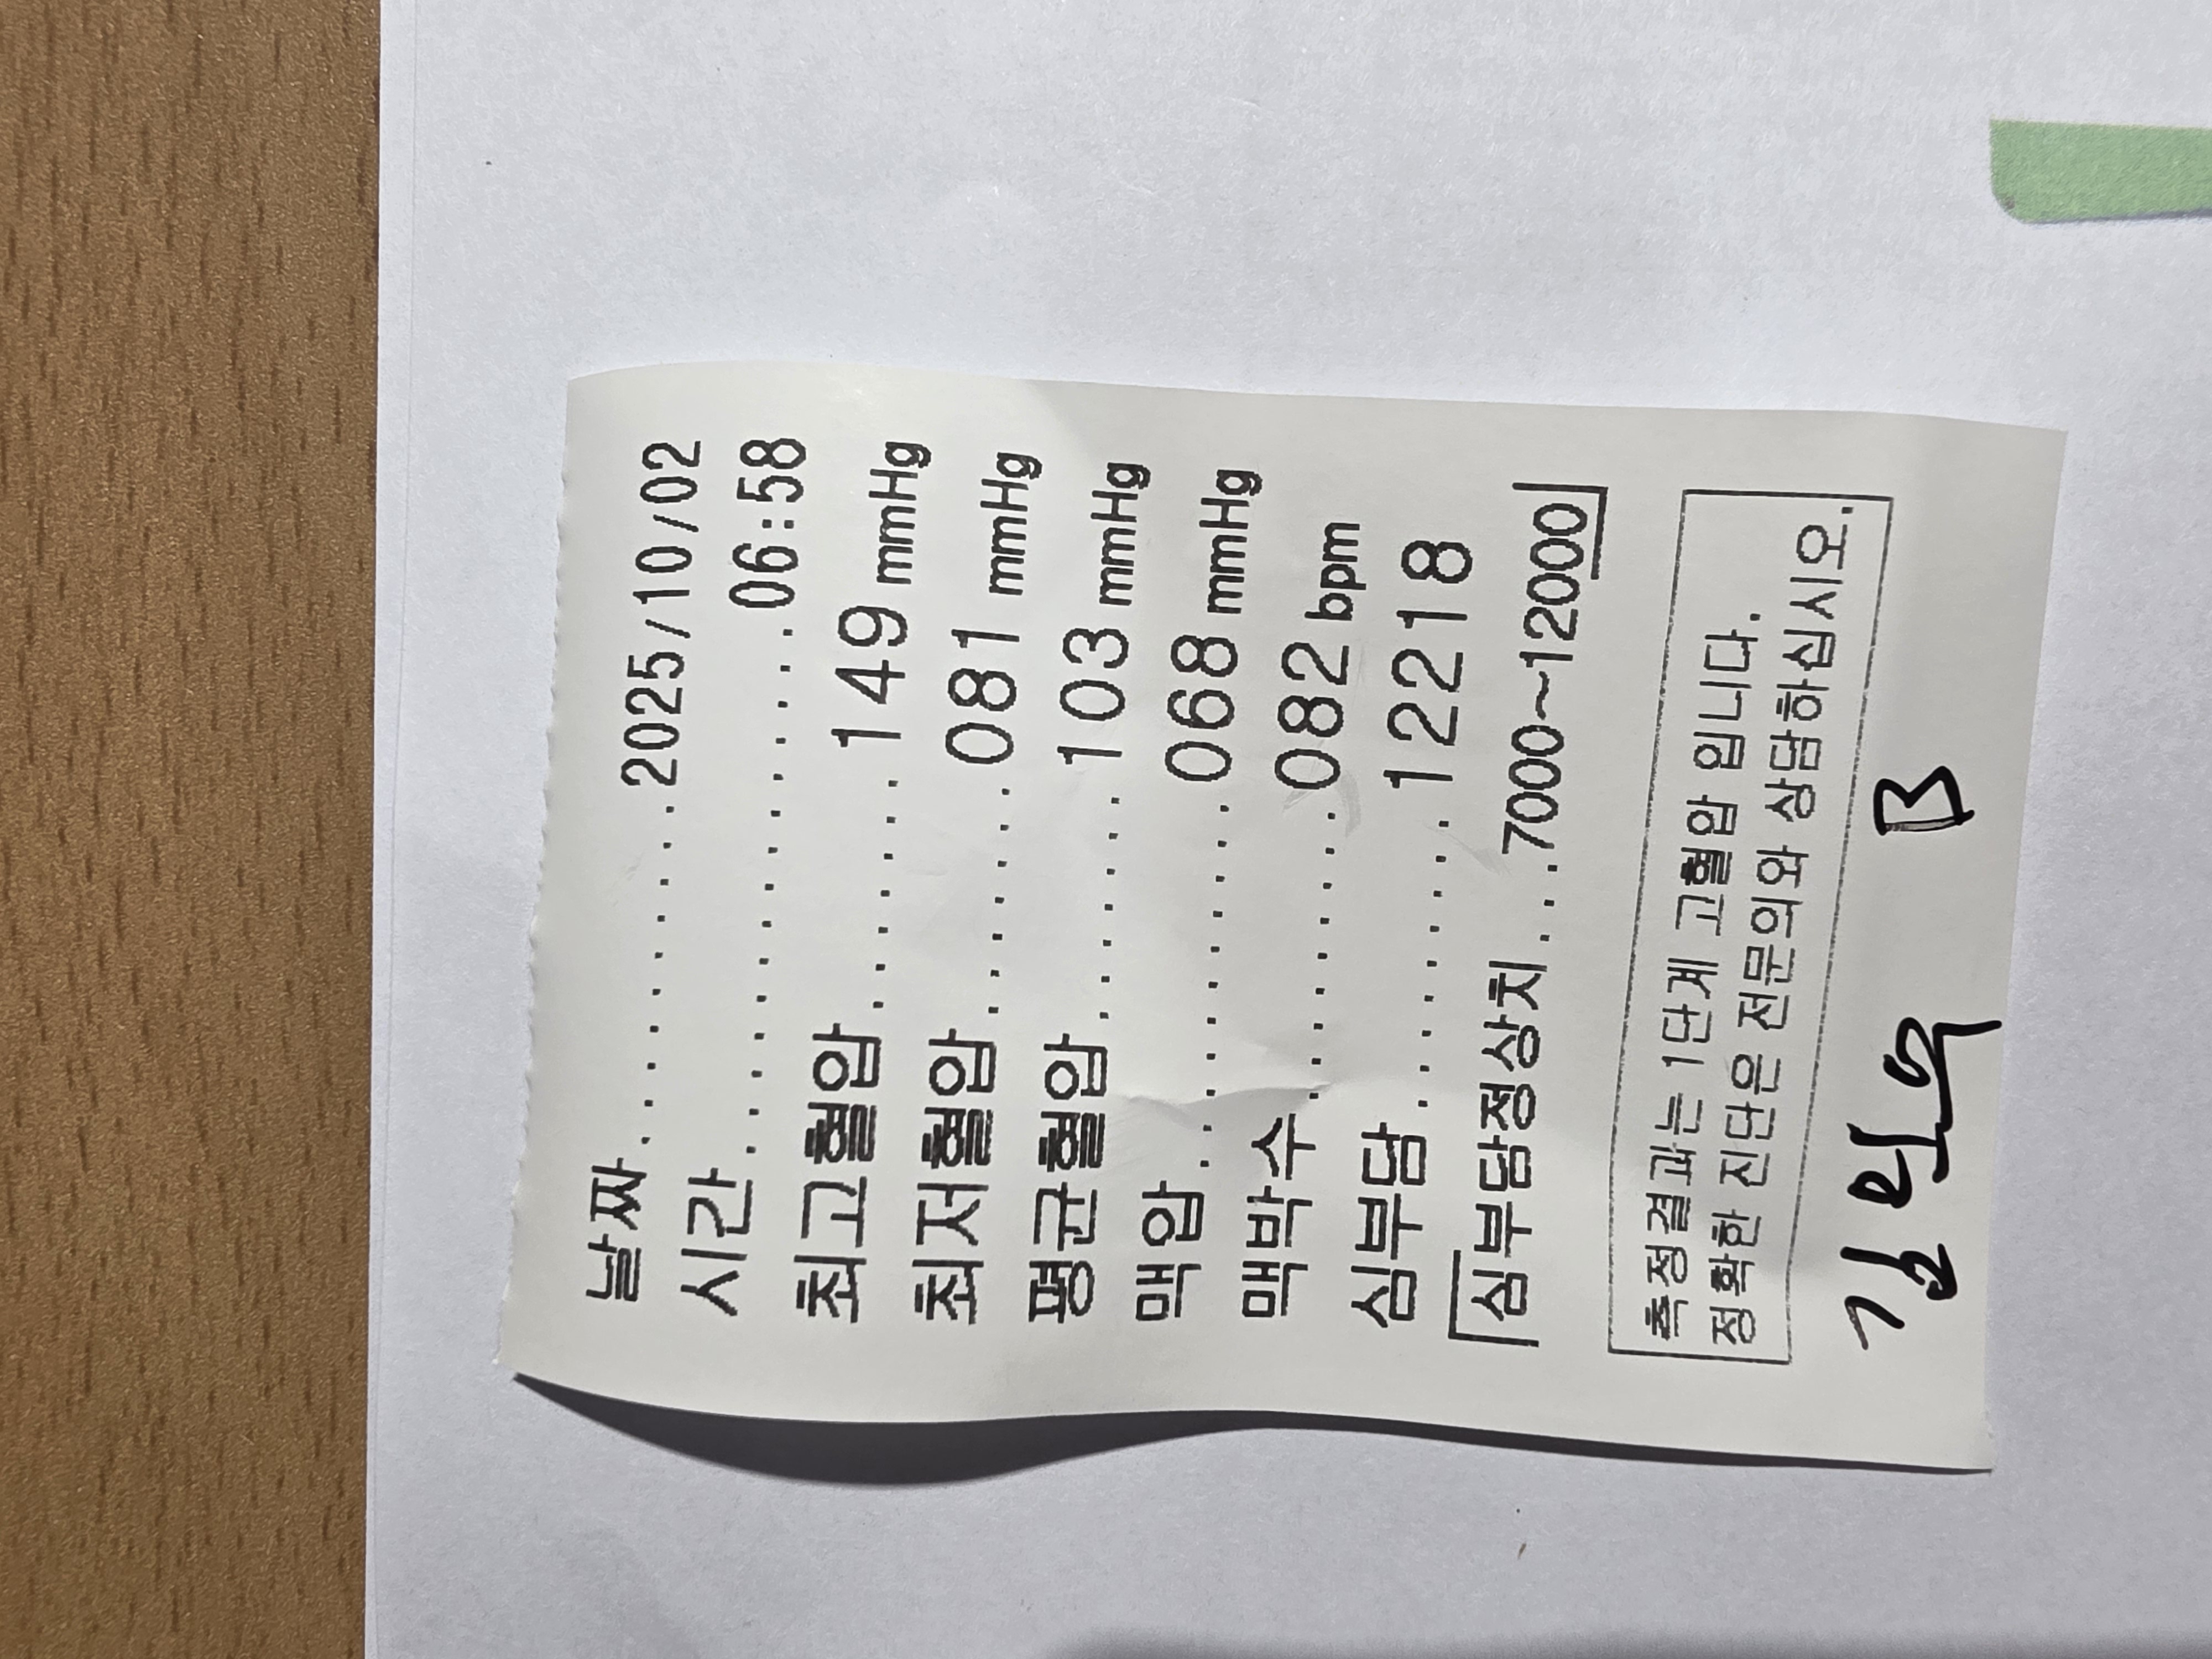 날짜..............2025/10/02
시간....................06:58
최고혈압..........149 mmHg
최저혈압..........081 mmHg
평균혈압..........103 mmHg
맥압...............068 mmHg
맥박수.............082 bpm
심부담.............12218
심부담정상치....7000~12000
측정결과는 1단계 고혈압 입니다.
정확한 진단은 전문의와 상담하십시오.
B